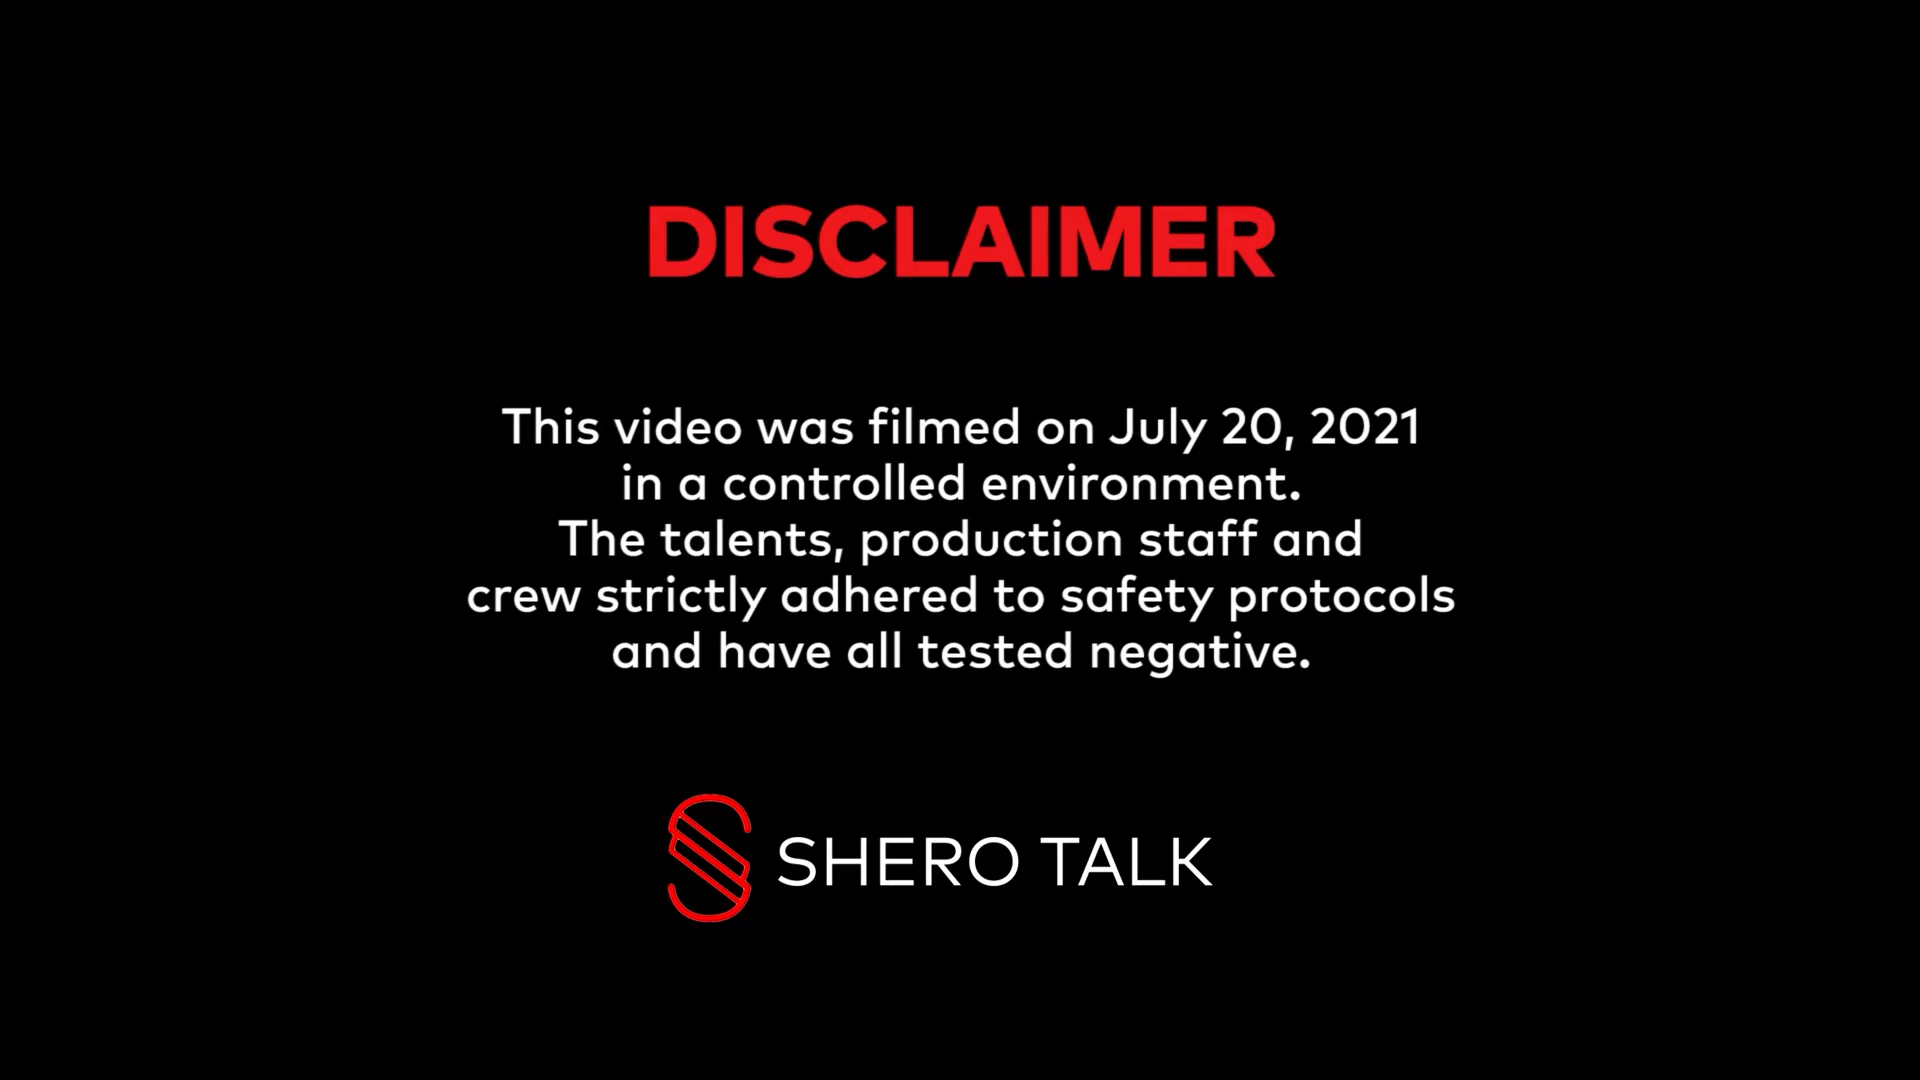 DISCLAIMER
This video was filmed on July 20, 2021
in a controlled environment.
The talents, production staff and
crew strictly adhered to safety protocols
and have all tested negative.
SHERO TALK